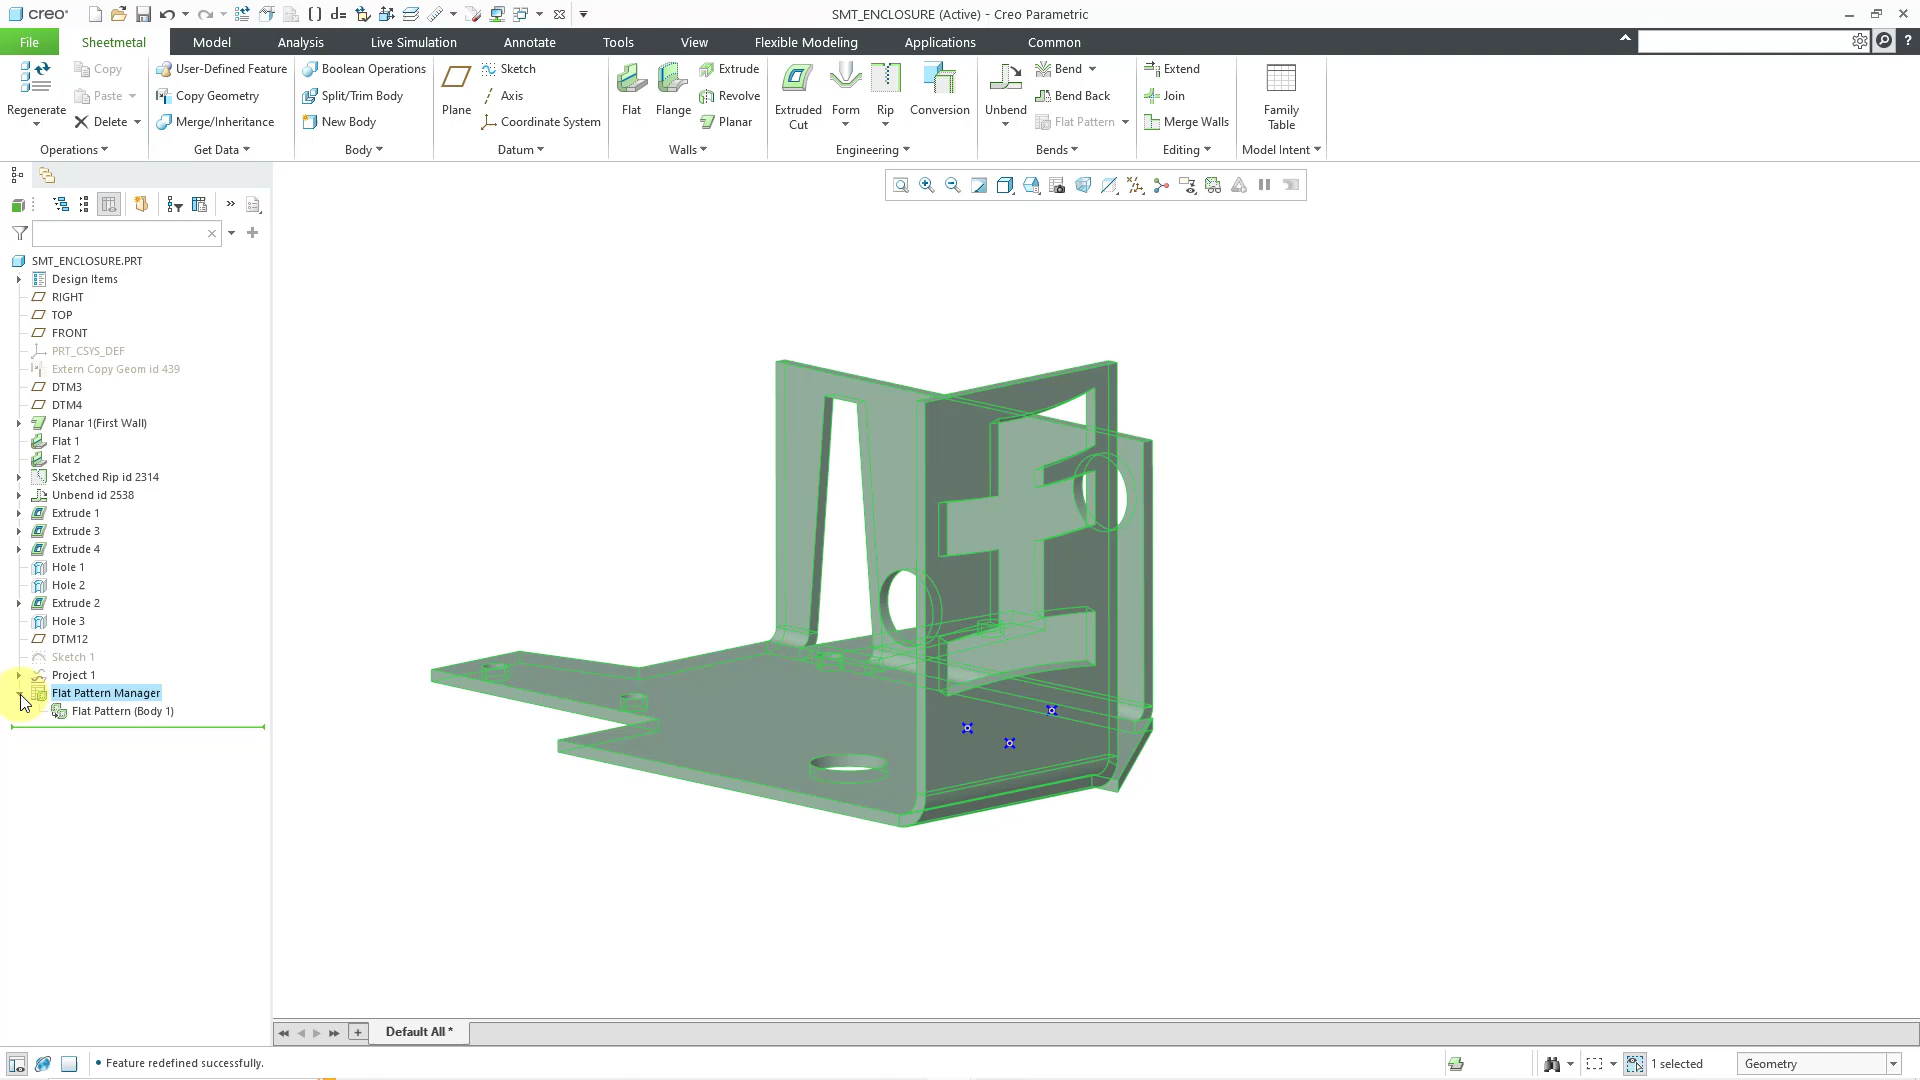 creo
SMT_ENCLOSURE (Active) - Creo Parametric
File Sheetmetal Model Analysis Live Simulation Annotate Tools View Flexible Modeling Applications Common
Regenerate
Copy
Paste
Delete
User-Defined Feature
Copy Geometry
Merge/Inheritance
Boolean Operations
Split/Trim Body
New Body
Plane
Sketch
Axis
Coordinate System
Flat
Flange
Extrude
Revolve
Planar
Extruded Cut
Form
Rip
Conversion
Unbend
Bend
Bend Back
Flat Pattern
Extend
Join
Merge Walls
Family Table
Operations Get Data Body Datum Walls Engineering Bends Editing Model Intent
SMT_ENCLOSURE.PRT
Design Items
RIGHT
TOP
FRONT
PRT_CSYS_DEF
Extern Copy Geom id 439
DTM3
DTM4
Planar 1(First Wall)
Flat 1
Flat 2
Sketched Rip id 2314
Unbend id 2538
Extrude 1
Extrude 3
Extrude 4
Hole 1
Hole 2
Extrude 2
Hole 3
DTM12
Sketch 1
Project 1
Flat Pattern Manager
Flat Pattern (Body 1)
Default All *
Feature redefined successfully.
1 selected
Geometry